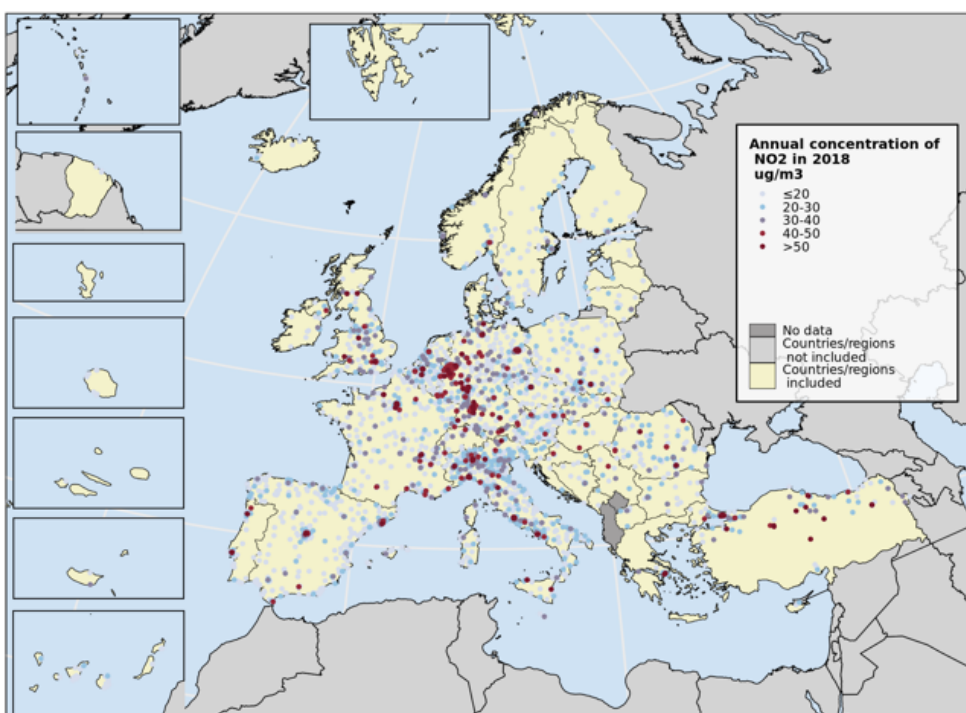 Annual concentration of
NO2 in 2018
ug/m3
≤20
20-30
30-40
40-50
>50
No data
Countries/regions
not included
Countries/regions
included